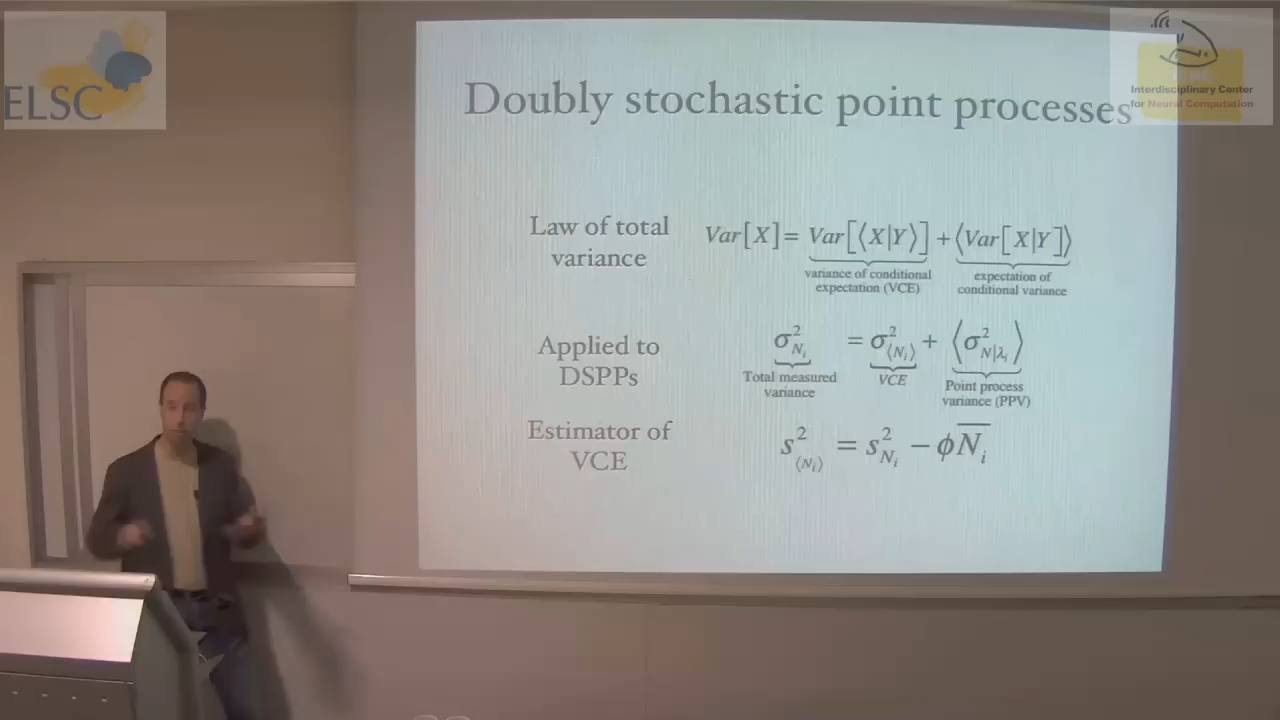 ELSC
Interdisciplinary Center
for Neural Computation
Doubly stochastic point processes
Law of total
variance
Var[X] = Var[⟨X|Y⟩] + ⟨Var[X|Y]⟩
variance of conditional
expectation (VCE)
expectation of
conditional variance
Applied to
DSPPs
σ²_{N_i} = σ²_{⟨N_i⟩} + ⟨σ²_{N|λ_i}⟩
Total measured
variance
VCE
Point process
variance (PPV)
Estimator of
VCE
s²_{⟨N_i⟩} = s²_{N_i} − ϕ\overline{N_i}